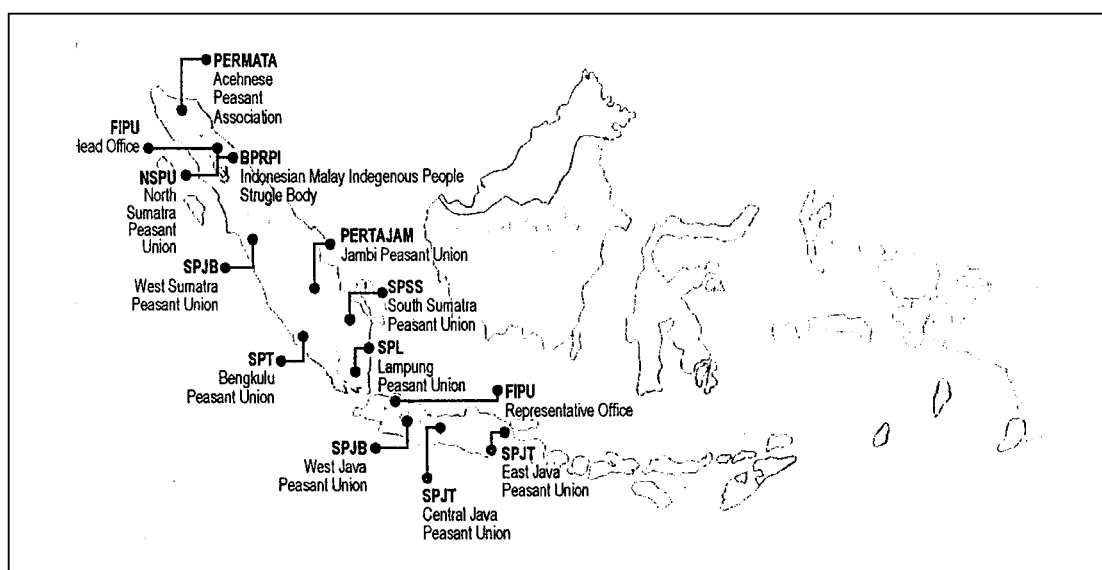 PERMATA
Acehnese
Peasant
Association
FIPU
Head Office
BPRPI
Indonesian Malay Indegenous People
Strugle Body
NSPU
North
Sumatra
Peasant
Union
PERTAJAM
Jambi Peasant Union
SPJB
West Sumatra
Peasant Union
SPSS
South Sumatra
Peasant Union
SPT
Bengkulu
Peasant Union
SPL
Lampung
Peasant Union
FIPU
Representative Office
SPJB
West Java
Peasant Union
SPJT
East Java
Peasant Union
SPJT
Central Java
Peasant Union